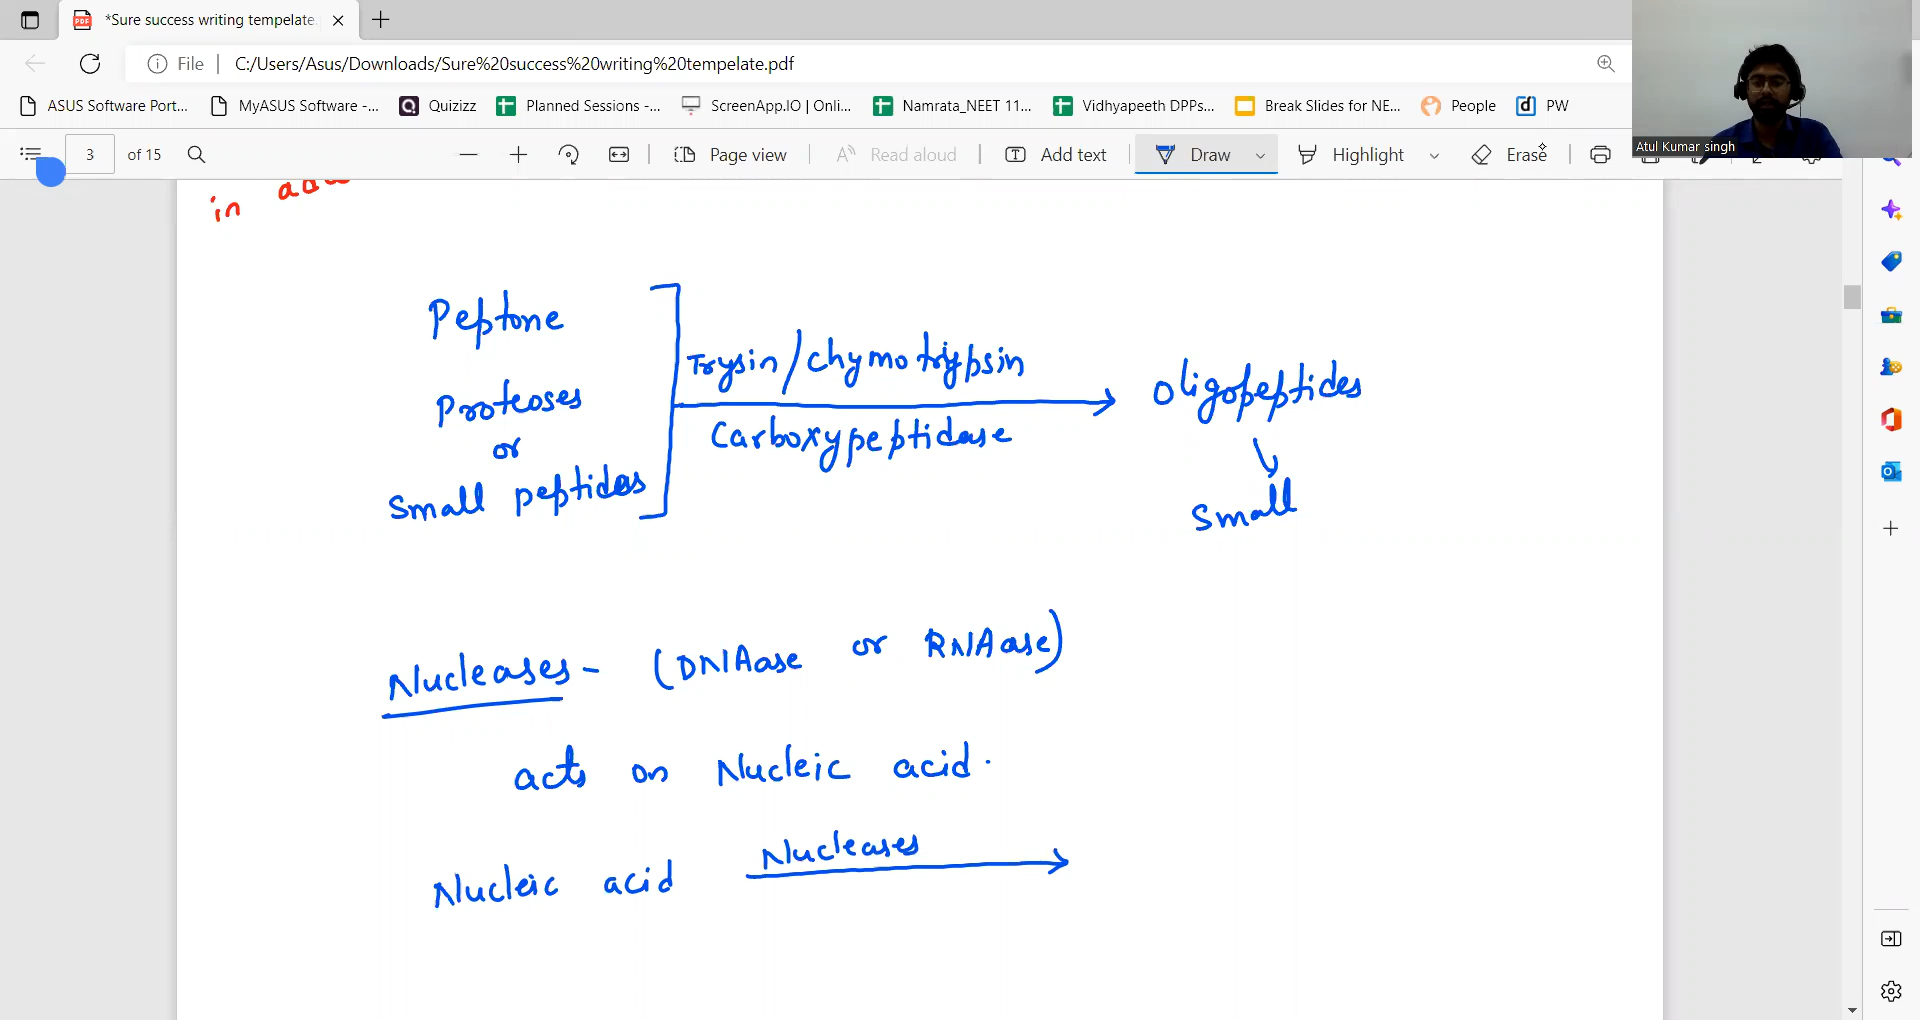 *Sure success writing tempelate
File
C:/Users/Asus/Downloads/Sure%20success%20writing%20tempelate.pdf
ASUS Software Port...
MyASUS Software -...
Quizizz
Planned Sessions -...
ScreenApp.IO | Onli...
Namrata_NEET 11...
Vidhyapeeth DPPs...
Break Slides for NE...
People
PW
3 of 15
Page view
Read aloud
Add text
Draw
Highlight
Erase
Atul Kumar singh
in
Peptone
Proteoses
or
Small peptides
Trysin/chymotrypsin
Carboxypeptidase
Oligopeptides
Small
Nucleases - (DNAase or RNAase)
acts on Nucleic acid.
Nucleic acid Nucleases